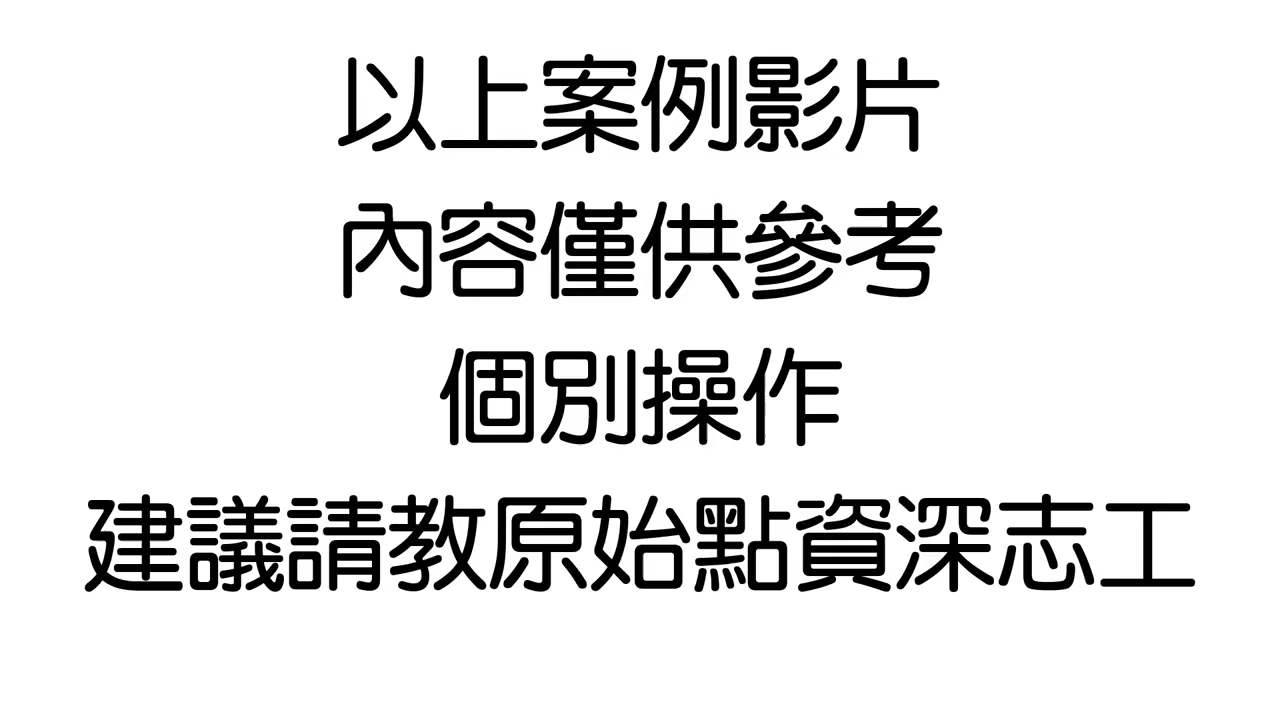 以上案例影片
內容僅供參考
個別操作
建議請教原始點資深志工